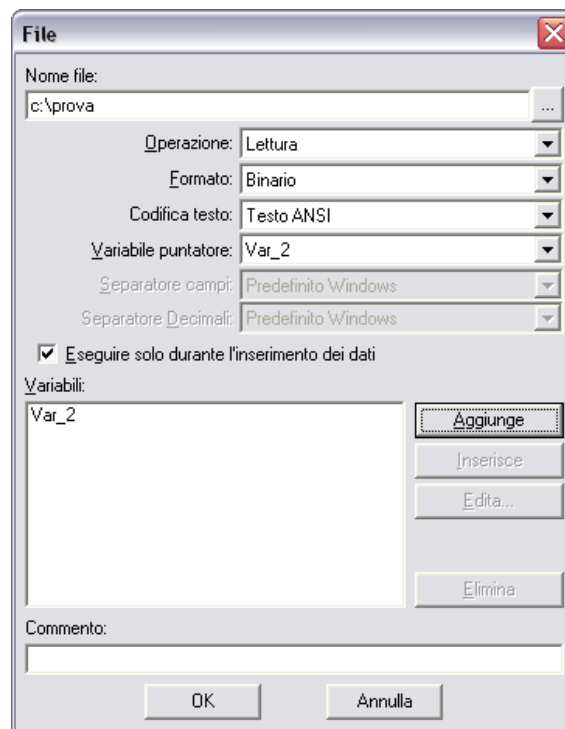 File
Nome file:
c:\prova
...
Operazione: Lettura
Formato: Binario
Codifica testo: Testo ANSI
Variabile puntatore: Var_2
Separatore campi: Predefinito Windows
Separatore Decimali: Predefinito Windows
Eseguire solo durante l'inserimento dei dati
Variabili:
Var_2
Aggiunge
Inserisce
Edita...
Elimina
Commento:
OK Annulla